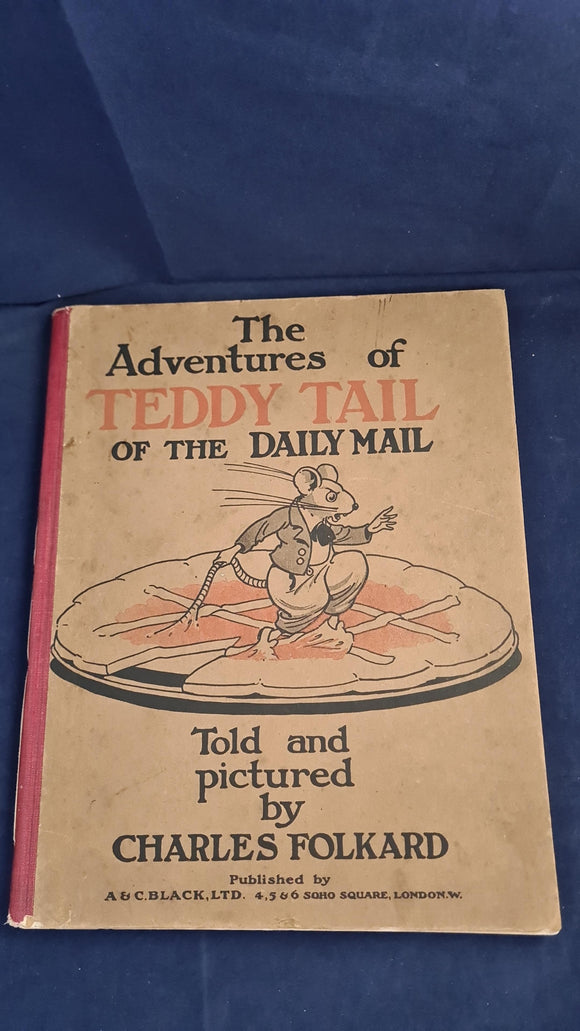 The
Adventures of
TEDDY TAIL
OF THE DAILY MAIL
Told and
pictured
by
CHARLES FOLKARD
Published by
A & C. BLACK, LTD. 4, 5 & 6 SOHO SQUARE, LONDON. W.